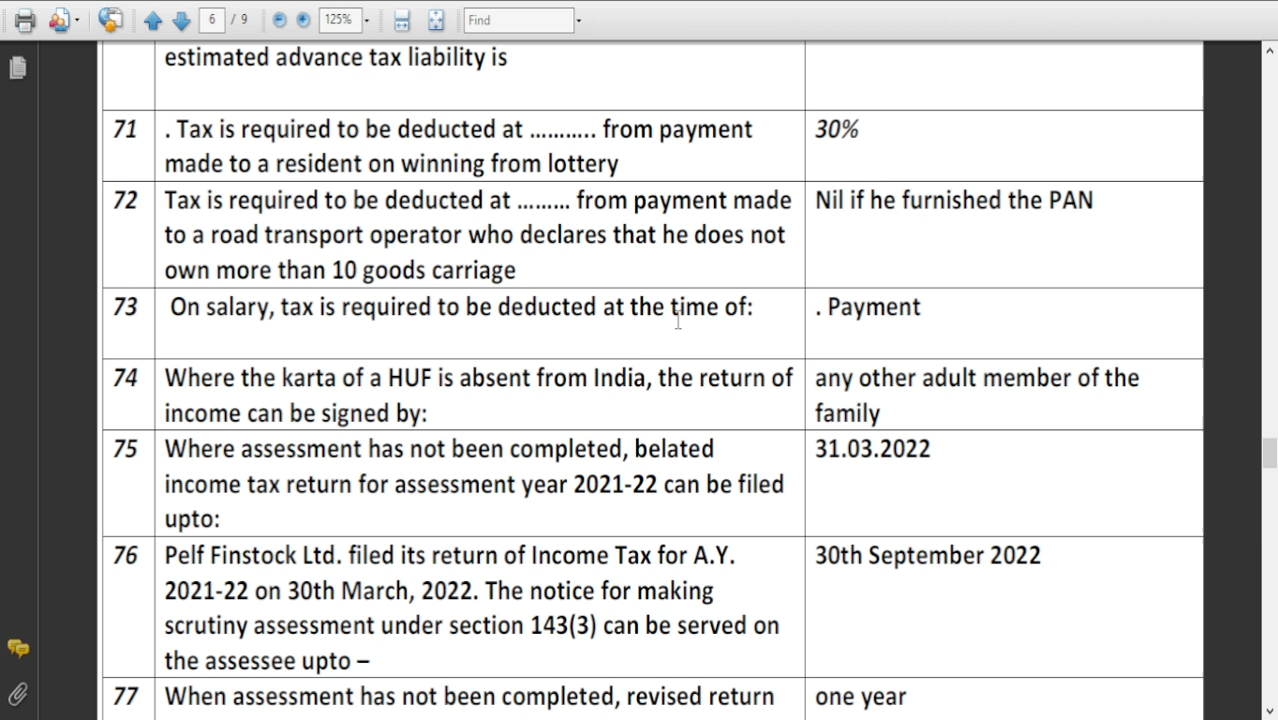 6 / 9
125%
Find
estimated advance tax liability is
71 . Tax is required to be deducted at ……….. from payment 30%
made to a resident on winning from lottery
72 Tax is required to be deducted at ……… from payment made Nil if he furnished the PAN
to a road transport operator who declares that he does not
own more than 10 goods carriage
73 On salary, tax is required to be deducted at the time of: . Payment
74 Where the karta of a HUF is absent from India, the return of any other adult member of the
income can be signed by: family
75 Where assessment has not been completed, belated 31.03.2022
income tax return for assessment year 2021-22 can be filed
upto:
76 Pelf Finstock Ltd. filed its return of Income Tax for A.Y. 30th September 2022
2021-22 on 30th March, 2022. The notice for making
scrutiny assessment under section 143(3) can be served on
the assessee upto –
77 When assessment has not been completed, revised return one year